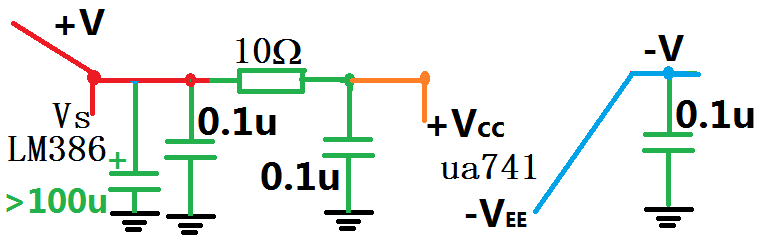 +V
10Ω
-V
Vs
0.1u
+VCC
0.1u
LM386
+
0.1u
ua741
>100u
-VEE